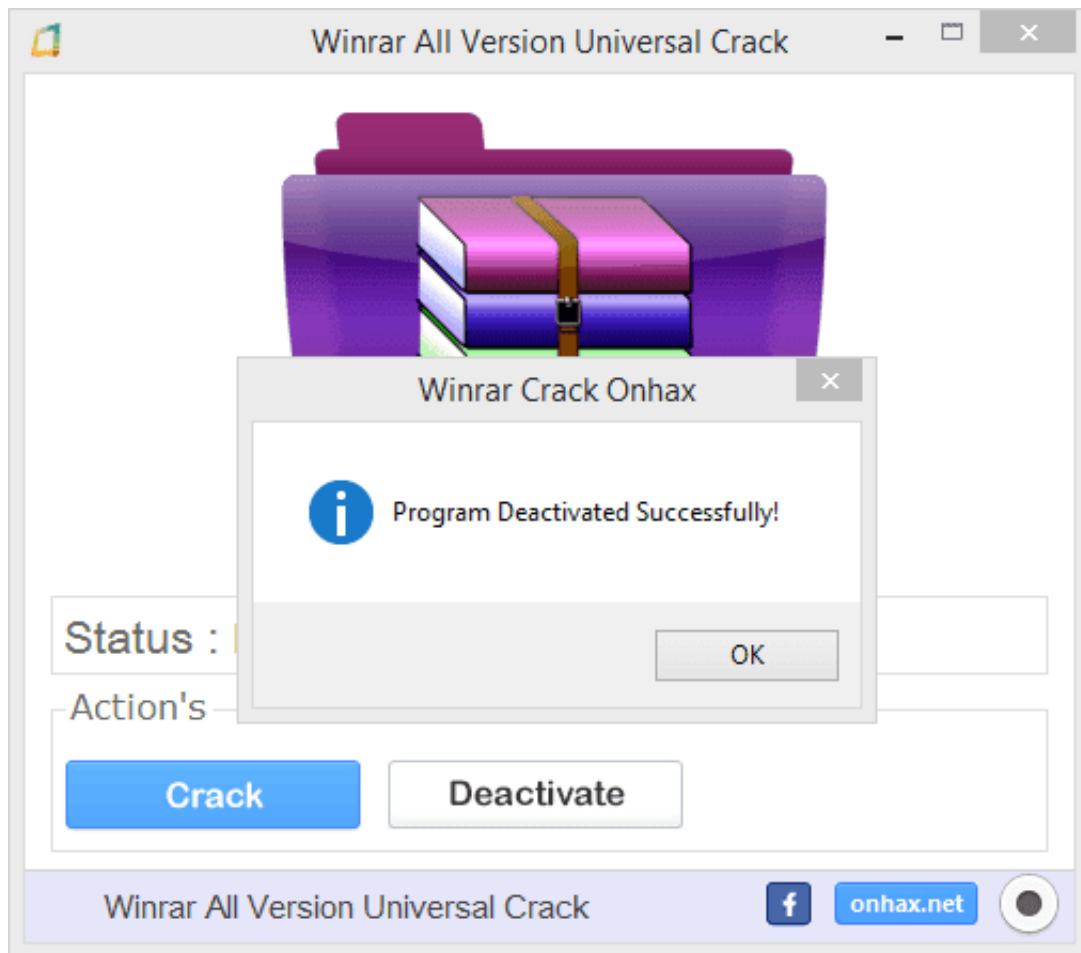 Winrar All Version Universal Crack
Winrar Crack Onhax
Program Deactivated Successfully!
OK
Status :
Action's
Crack
Deactivate
Winrar All Version Universal Crack
f
onhax.net